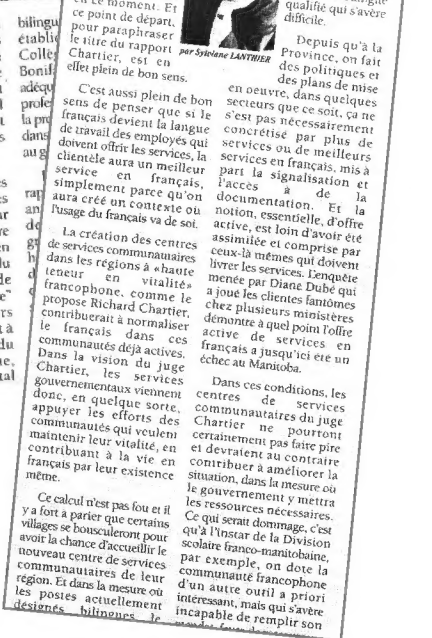 bilingu
établi
Collè
Bonif
adéqu
profe
la pro
dans
au g
en ce moment. Et
ce point de départ,
pour paraphraser
le titre du rapport
Chartier, est en
effet plein de bon sens.
par Sylviane LANTHIER
C'est aussi plein de bon
sens de penser que si le
français devient la langue
de travail des employés qui
doivent offrir les services, la
clientèle aura un meilleur
service en français,
simplement parce qu'on
aura créé un contexte où
l'usage du français va de soi.
La création des centres
de services communautaires
dans les régions à «haute
teneur en vitalité»
francophone, comme le
propose Richard Chartier,
contribuerait à normaliser
le français dans ces
communautés déjà actives.
Dans la vision du juge
Chartier, les services
gouvernementaux viennent
donc, en quelque sorte,
appuyer les efforts des
communautés qui veulent
maintenir leur vitalité, en
contribuant à la vie en
français par leur existence
même.
Ce calcul n'est pas fou et il
y a fort à parier que certains
villages se bousculeront pour
avoir la chance d'accueillir le
nouveau centre de services
communautaires de leur
région. Et dans la mesure où
les postes actuellement
désignés bilingues le
qualifié qui s'avère
difficile.
Depuis qu'à la
Province, on fait
des politiques et
des plans de mise
en oeuvre, dans quelques
secteurs que ce soit, ça ne
s'est pas nécessairement
concrétisé par plus de
services ou de meilleurs
services en français, mis à
part la signalisation et
l'accès à de la
documentation. Et la
notion, essentielle, d'offre
active, est loin d'avoir été
assimilée et comprise par
ceux-là mêmes qui doivent
livrer les services. L'enquête
menée par Diane Dubé qui
a joué les clientes fantômes
chez plusieurs ministères
démontre à quel point l'offre
active de services en
français a jusqu'ici été un
échec au Manitoba.
Dans ces conditions, les
centres de services
communautaires du juge
Chartier ne pourront
certainement pas faire pire
et devraient au contraire
contribuer à améliorer la
situation, dans la mesure où
le gouvernement y mettra
les ressources nécessaires.
Ce qui serait dommage, c'est
qu'à l'instar de la Division
scolaire franco-manitobaine,
par exemple, on dote la
communauté francophone
d'un autre outil a priori
intéressant, mais qui s'avère
incapable de remplir son